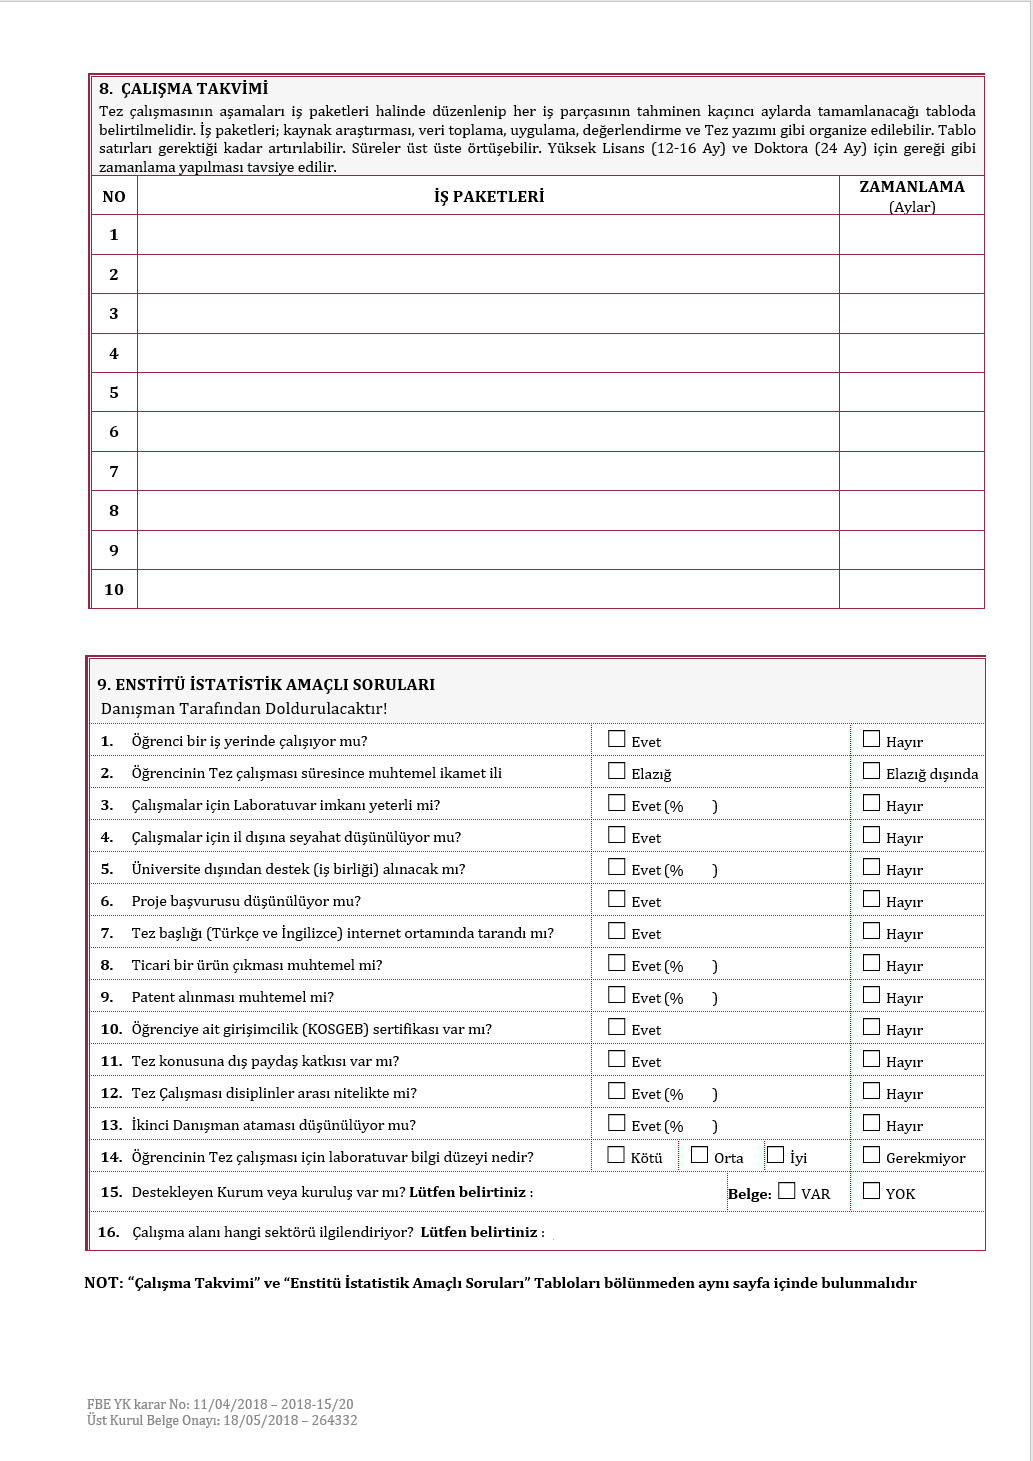 8. ÇALIŞMA TAKVİMİ
Tez çalışmasının aşamaları iş paketleri halinde düzenlenip her iş parçasının tahminen kaçıncı aylarda tamamlanacağı tabloda
belirtilmelidir. İş paketleri; kaynak araştırması, veri toplama, uygulama, değerlendirme ve Tez yazımı gibi organize edilebilir. Tablo
satırları gerektiği kadar artırılabilir. Süreler üst üste örtüşebilir. Yüksek Lisans (12-16 Ay) ve Doktora (24 Ay) için gereği gibi
zamanlama yapılması tavsiye edilir.
NO İŞ PAKETLERİ ZAMANLAMA
(Aylar)
1
2
3
4
5
6
7
8
9
10
9. ENSTİTÜ İSTATİSTİK AMAÇLI SORULARI
Danışman Tarafından Doldurulacaktır!
1. Öğrenci bir iş yerinde çalışıyor mu? ☐ Evet ☐ Hayır
2. Öğrencinin Tez çalışması süresince muhtemel ikamet ili ☐ Elazığ ☐ Elazığ dışında
3. Çalışmalar için Laboratuvar imkanı yeterli mi? ☐ Evet (% ) ☐ Hayır
4. Çalışmalar için il dışına seyahat düşünülüyor mu? ☐ Evet ☐ Hayır
5. Üniversite dışından destek (iş birliği) alınacak mı? ☐ Evet (% ) ☐ Hayır
6. Proje başvurusu düşünülüyor mu? ☐ Evet ☐ Hayır
7. Tez başlığı (Türkçe ve İngilizce) internet ortamında tarandı mı? ☐ Evet ☐ Hayır
8. Ticari bir ürün çıkması muhtemel mi? ☐ Evet (% ) ☐ Hayır
9. Patent alınması muhtemel mi? ☐ Evet (% ) ☐ Hayır
10. Öğrenciye ait girişimcilik (KOSGEB) sertifikası var mı? ☐ Evet ☐ Hayır
11. Tez konusuna dış paydaş katkısı var mı? ☐ Evet ☐ Hayır
12. Tez Çalışması disiplinler arası nitelikte mi? ☐ Evet (% ) ☐ Hayır
13. İkinci Danışman ataması düşünülüyor mu? ☐ Evet (% ) ☐ Hayır
14. Öğrencinin Tez çalışması için laboratuvar bilgi düzeyi nedir? ☐ Kötü ☐ Orta ☐ İyi ☐ Gerekmiyor
15. Destekleyen Kurum veya kuruluş var mı? Lütfen belirtiniz : Belge: ☐ VAR ☐ YOK
16. Çalışma alanı hangi sektörü ilgilendiriyor? Lütfen belirtiniz :
NOT: “Çalışma Takvimi” ve “Enstitü İstatistik Amaçlı Soruları” Tabloları bölünmeden aynı sayfa içinde bulunmalıdır
FBE YK karar No: 11/04/2018 – 2018-15/20
Üst Kurul Belge Onayı: 18/05/2018 – 264332